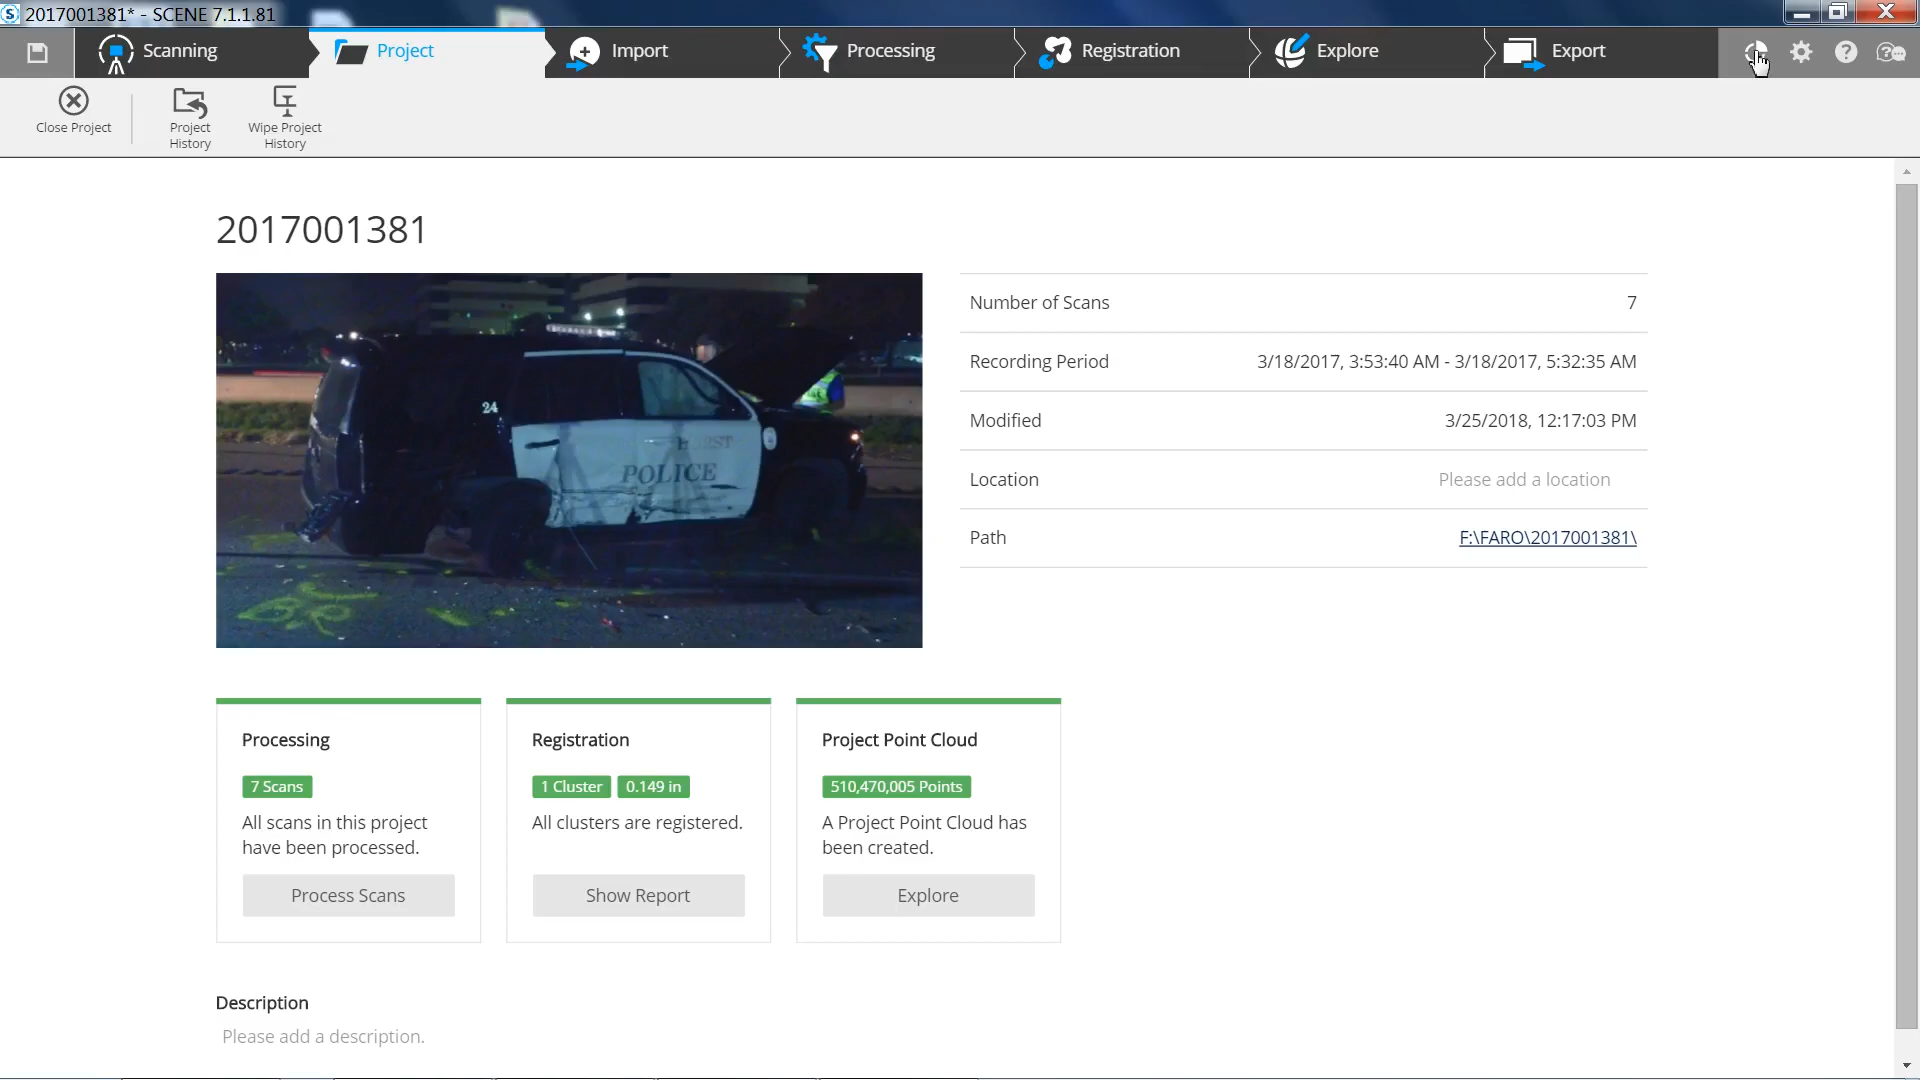 2017001381* - SCENE 7.1.1.81
Scanning
Project
Import
Processing
Registration
Explore
Export
Close Project
Project
History
Wipe Project
History
2017001381
24
HURST
POLICE
Number of Scans 7
Recording Period 3/18/2017, 3:53:40 AM - 3/18/2017, 5:32:35 AM
Modified 3/25/2018, 12:17:03 PM
Location Please add a location
Path F:\FARO\2017001381\
Processing
7 Scans
All scans in this project
have been processed.
Process Scans
Registration
1 Cluster 0.149 in
All clusters are registered.
Show Report
Project Point Cloud
510,470,005 Points
A Project Point Cloud has
been created.
Explore
Description
Please add a description.